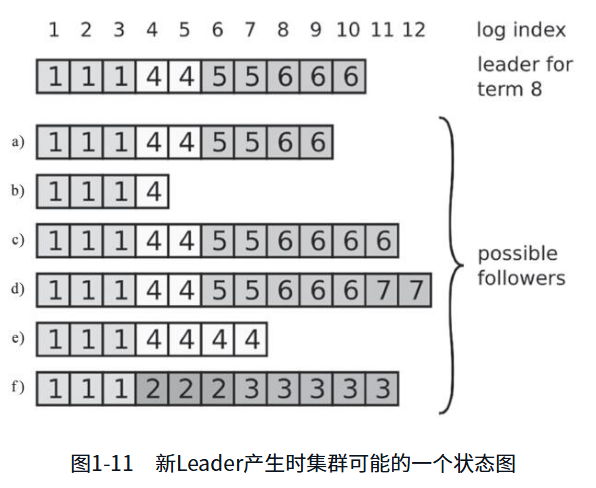 1 2 3 4 5 6 7 8 9 10 11 12 log index
1 1 1 4 4 5 5 6 6 6 leader for
term 8
a) 1 1 1 4 4 5 5 6 6
b) 1 1 1 4
c) 1 1 1 4 4 5 5 6 6 6 6
possible
followers
d) 1 1 1 4 4 5 5 6 6 6 7 7
e) 1 1 1 4 4 4 4
f) 1 1 1 2 2 2 3 3 3 3 3
图1-11 新Leader产生时集群可能的一个状态图